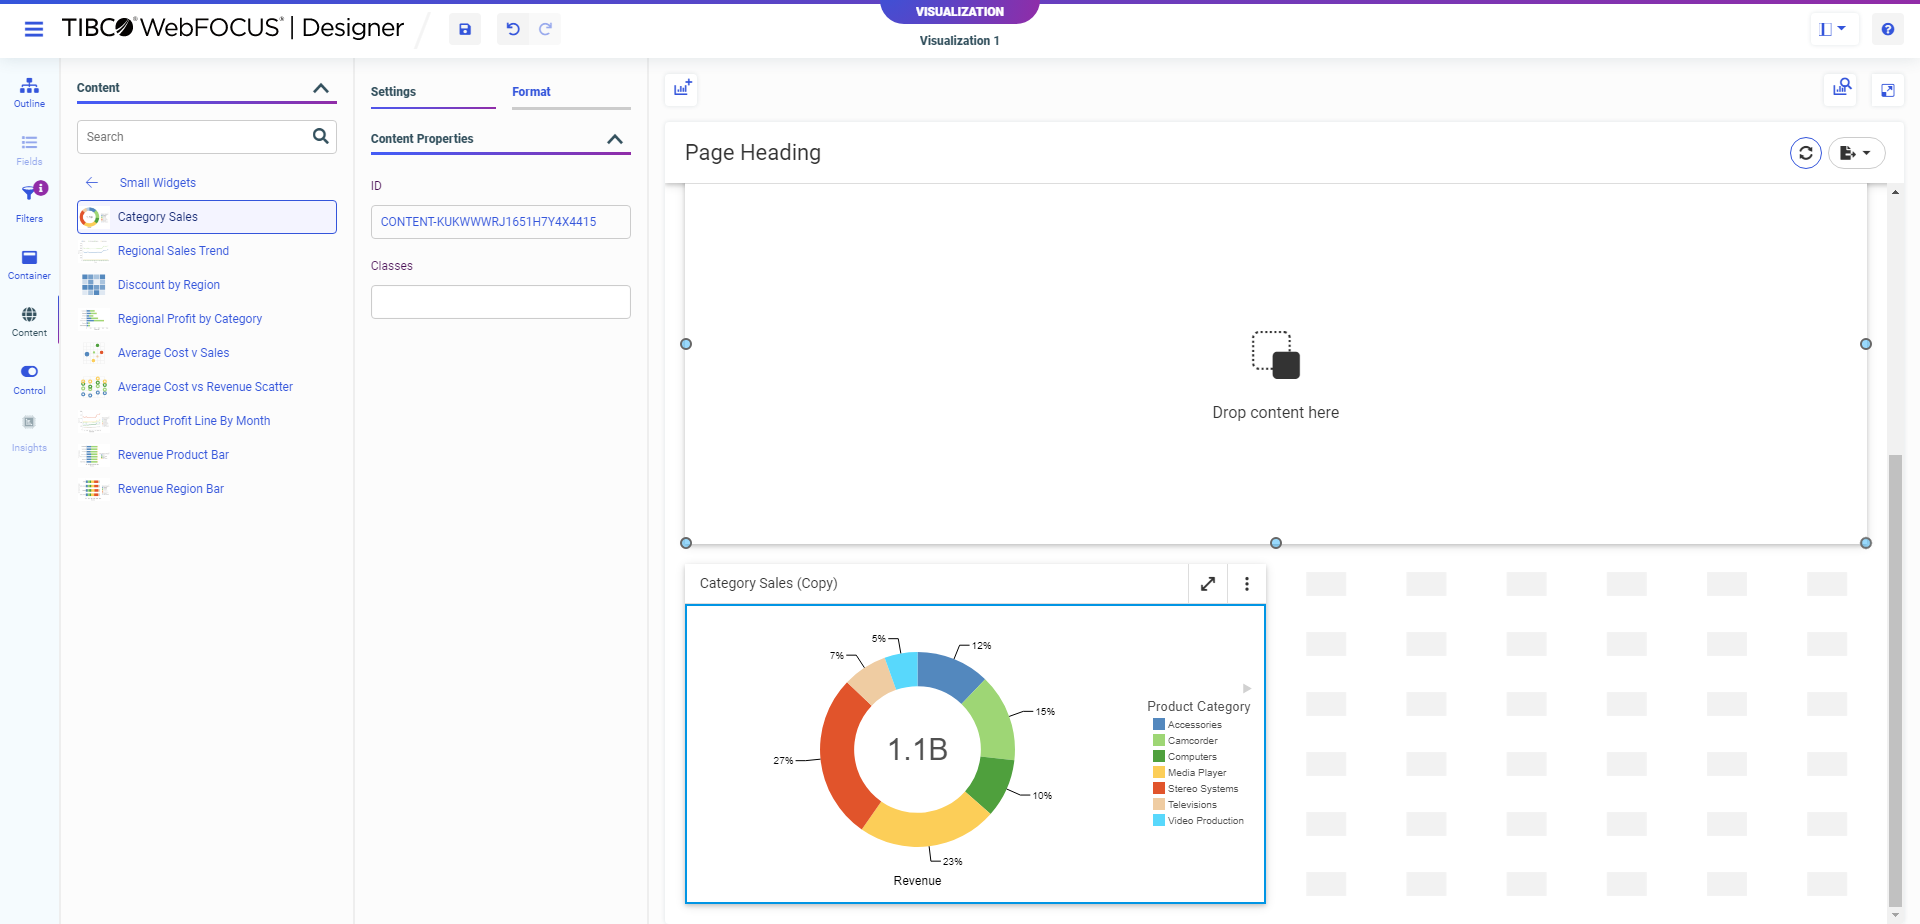 VISUALIZATION
TIBCO® WebFOCUS® | Designer
Visualization 1
Outline
Fields
Filters
Container
Content
Control
Insights
Content
Search
Small Widgets
Category Sales
Regional Sales Trend
Discount by Region
Regional Profit by Category
Average Cost v Sales
Average Cost vs Revenue Scatter
Product Profit Line By Month
Revenue Product Bar
Revenue Region Bar
Settings
Format
Content Properties
ID
CONTENT-KUKWWWRJ1651H7Y4X4415
Classes
Page Heading
Drop content here
Category Sales (Copy)
5%
12%
7%
15%
27%
10%
23%
1.1B
Revenue
Product Category
Accessories
Camcorder
Computers
Media Player
Stereo Systems
Televisions
Video Production